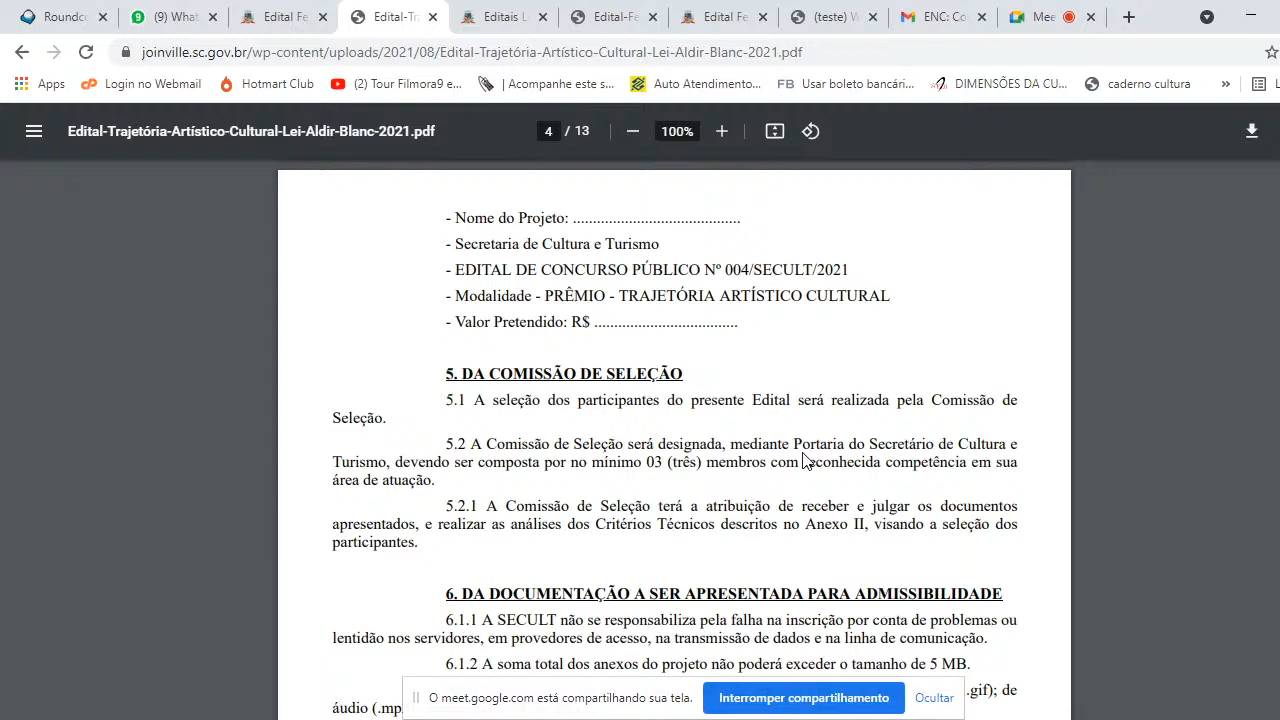 Roundcu
(9) What
Edital Fe
Edital-Tr
Editais L
Edital-Fe
Edital Fe
(teste) W
ENC: Co
Mee
joinville.sc.gov.br/wp-content/uploads/2021/08/Edital-Trajetória-Artístico-Cultural-Lei-Aldir-Blanc-2021.pdf
Apps
Login no Webmail
Hotmart Club
(2) Tour Filmora9 e...
| Acompanhe este s...
Auto Atendimento...
FB Usar boleto bancári...
DIMENSÕES DA CU...
caderno cultura
»
Edital-Trajetória-Artístico-Cultural-Lei-Aldir-Blanc-2021.pdf
4 / 13
100%
- Nome do Projeto: ..........................................
- Secretaria de Cultura e Turismo
- EDITAL DE CONCURSO PÚBLICO Nº 004/SECULT/2021
- Modalidade - PRÊMIO - TRAJETÓRIA ARTÍSTICO CULTURAL
- Valor Pretendido: R$ ....................................
5. DA COMISSÃO DE SELEÇÃO
5.1 A seleção dos participantes do presente Edital será realizada pela Comissão de
Seleção.
5.2 A Comissão de Seleção será designada, mediante Portaria do Secretário de Cultura e
Turismo, devendo ser composta por no mínimo 03 (três) membros com reconhecida competência em sua
área de atuação.
5.2.1 A Comissão de Seleção terá a atribuição de receber e julgar os documentos
apresentados, e realizar as análises dos Critérios Técnicos descritos no Anexo II, visando a seleção dos
participantes.
6. DA DOCUMENTAÇÃO A SER APRESENTADA PARA ADMISSIBILIDADE
6.1.1 A SECULT não se responsabiliza pela falha na inscrição por conta de problemas ou
lentidão nos servidores, em provedores de acesso, na transmissão de dados e na linha de comunicação.
6.1.2 A soma total dos anexos do projeto não poderá exceder o tamanho de 5 MB.
.gif); de
áudio (.mp
O meet.google.com está compartilhando sua tela.
Interromper compartilhamento
Ocultar